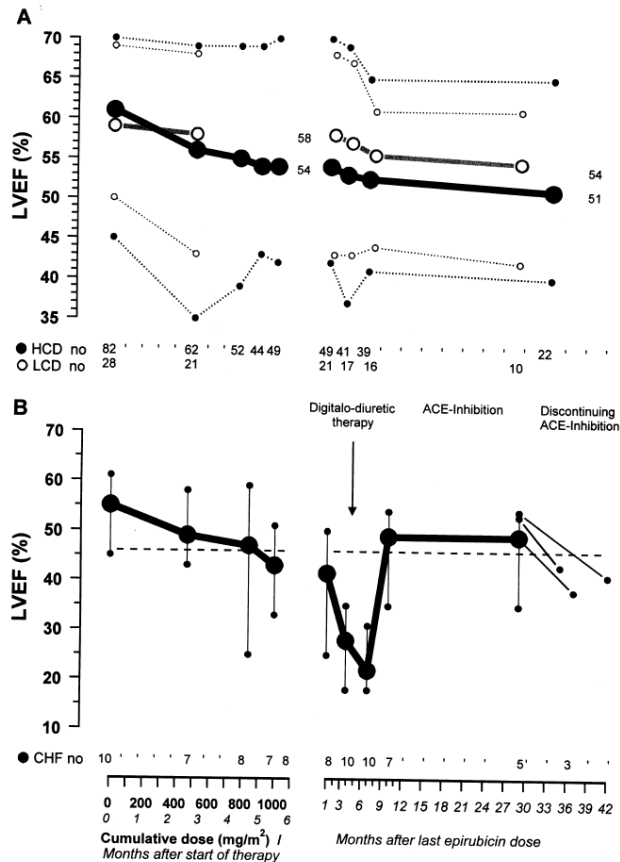 A
LVEF (%)
70
65
60
55
50
45
40
35
58
54
54
51
HCD no 82 62 52 44 49 49 41 39 22
LCD no 28 21 21 17 16 10
B
Digitalo-diuretic therapy
ACE-Inhibition
Discontinuing ACE-Inhibition
LVEF (%)
70
60
50
40
30
20
10
CHF no 10 7 8 7 8 8 10 10 7 5 3
0 200 400 600 800 1000
0 1 2 3 4 5 6
1 3 6 9 12 15 18 21 24 27 30 33 36 42
Cumulative dose (mg/m²) /
Months after start of therapy
Months after last epirubicin dose